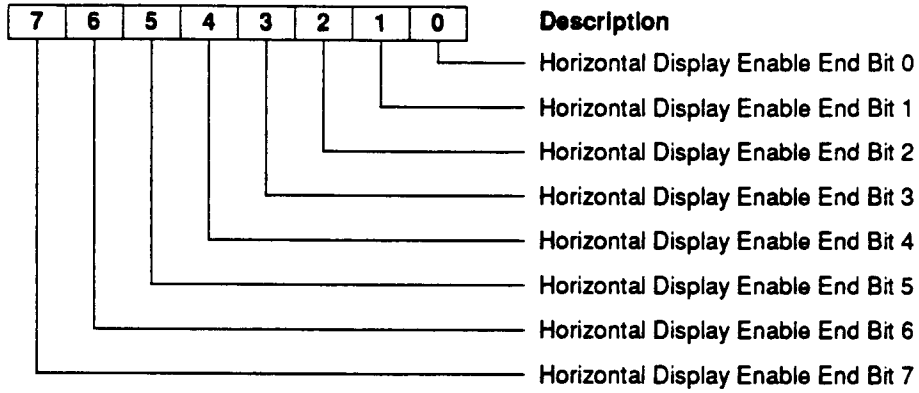 7 6 5 4 3 2 1 0 Description
Horizontal Display Enable End Bit 0
Horizontal Display Enable End Bit 1
Horizontal Display Enable End Bit 2
Horizontal Display Enable End Bit 3
Horizontal Display Enable End Bit 4
Horizontal Display Enable End Bit 5
Horizontal Display Enable End Bit 6
Horizontal Display Enable End Bit 7